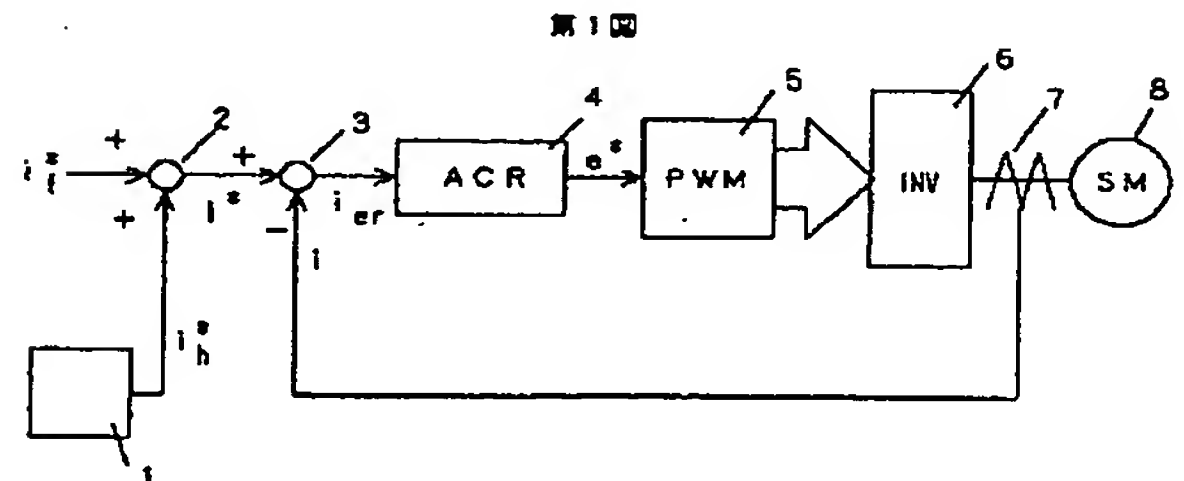 第1図
6
5
7
8
4
2
3
+
+
i*f
ACR
e*
PWM
INV
SM
+
i*
i
er
−
i
i*h
1